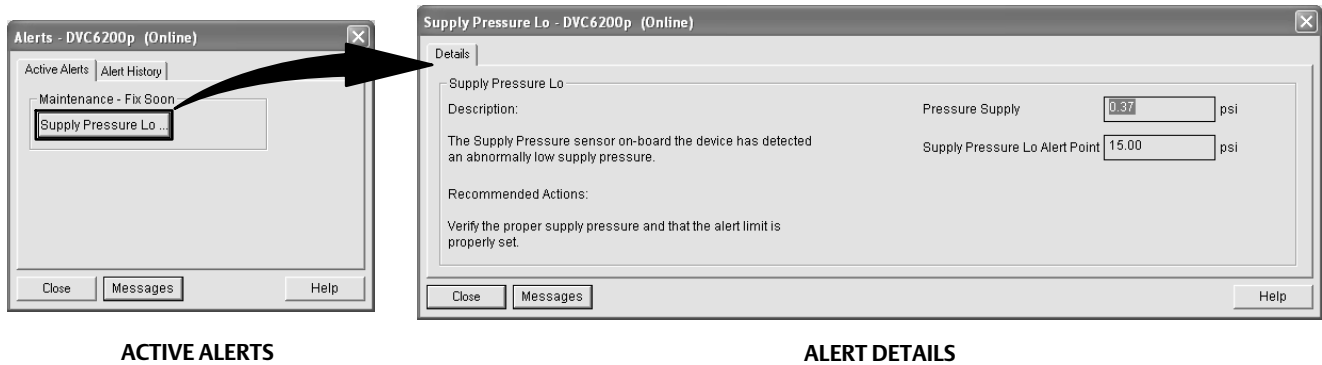 Alerts - DVC6200p (Online)
Active Alerts
Alert History
Maintenance - Fix Soon
Supply Pressure Lo ...
Close
Messages
Help
ACTIVE ALERTS
Supply Pressure Lo - DVC6200p (Online)
Details
Supply Pressure Lo
Description:
The Supply Pressure sensor on-board the device has detected
an abnormally low supply pressure.
Recommended Actions:
Verify the proper supply pressure and that the alert limit is
properly set.
Pressure Supply 0.37 psi
Supply Pressure Lo Alert Point 15.00 psi
Close
Messages
Help
ALERT DETAILS